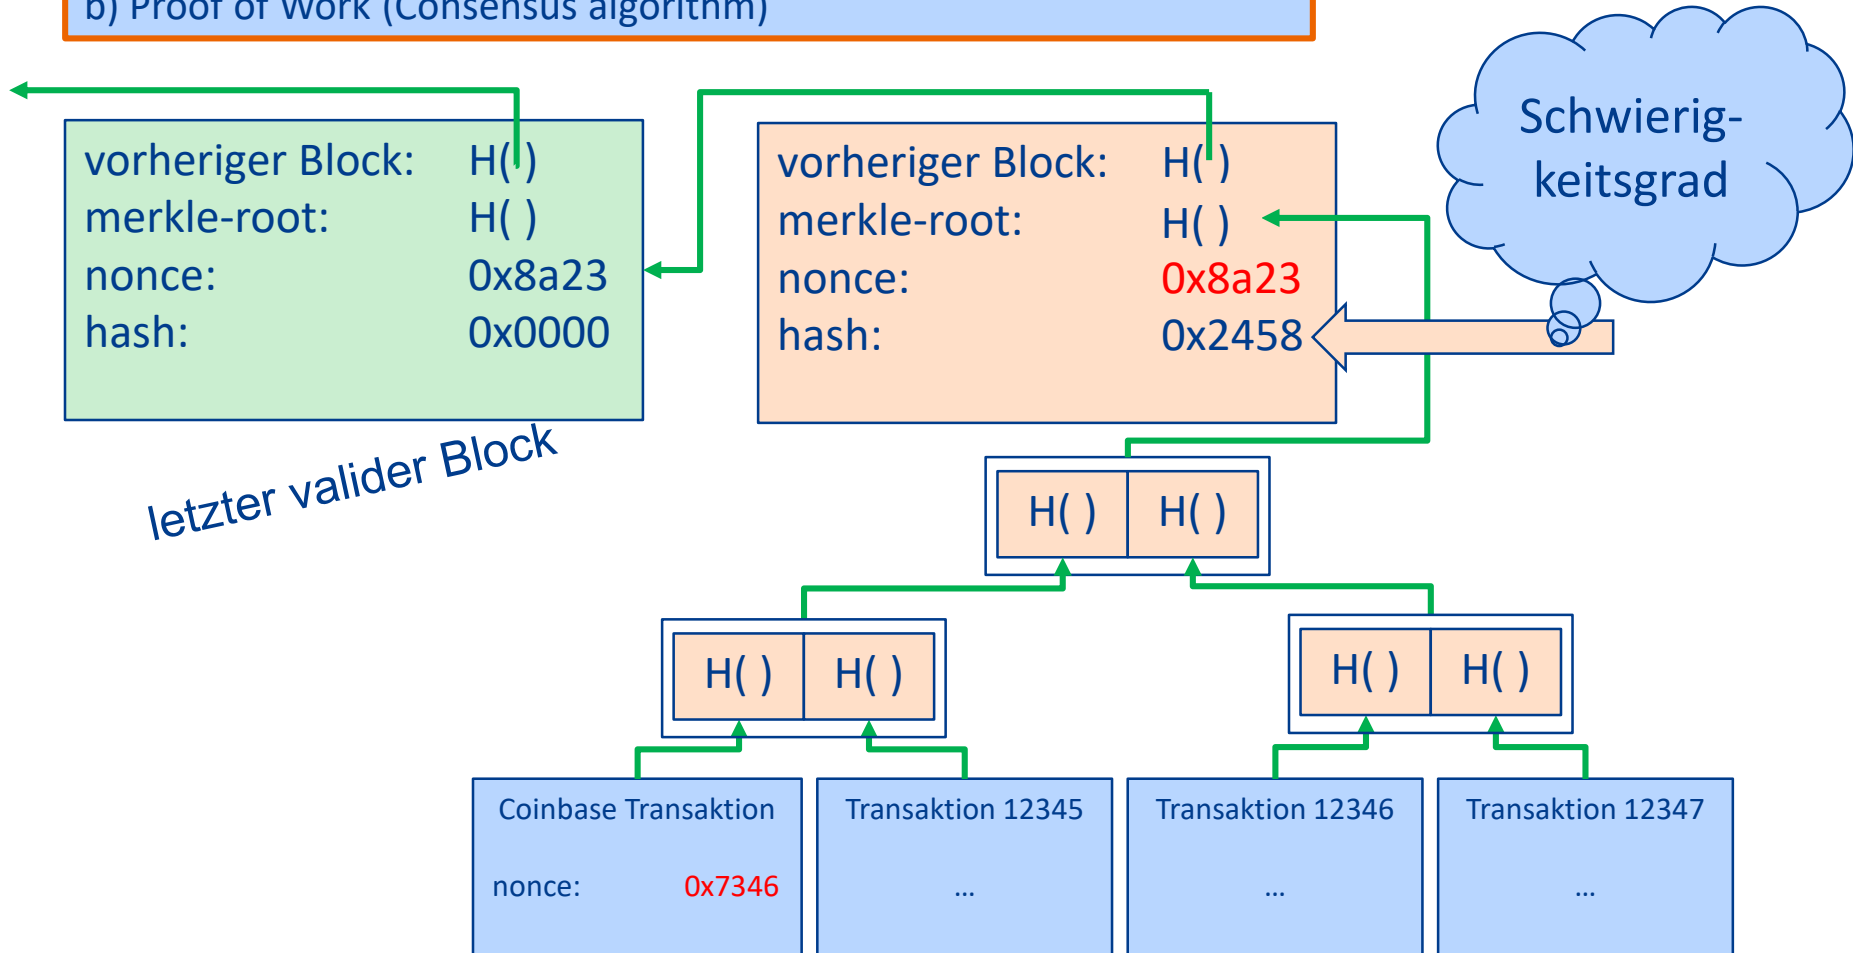 b) Proof of Work (Consensus algorithm)
Schwierig-
keitsgrad
vorheriger Block: H( )
merkle-root: H( )
nonce: 0x8a23
hash: 0x0000
letzter valider Block
vorheriger Block: H( )
merkle-root: H( )
nonce: 0x8a23
hash: 0x2458
H( ) H( )
H( ) H( )
H( ) H( )
Coinbase Transaktion
nonce: 0x7346
Transaktion 12345
...
Transaktion 12346
...
Transaktion 12347
...